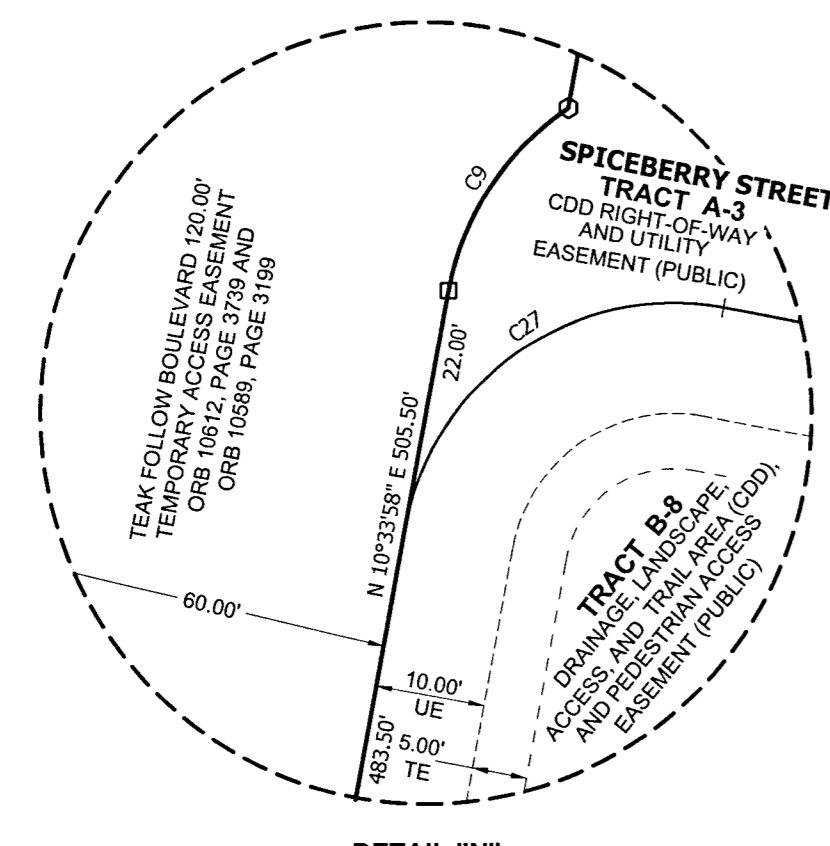 C9
SPICEBERRY STREET
TRACT A-3
CDD RIGHT-OF-WAY
AND UTILITY
EASEMENT (PUBLIC)
TEAK FOLLOW BOULEVARD 120.00'
TEMPORARY ACCESS EASEMENT
ORB 10612, PAGE 3739 AND
ORB 10589, PAGE 3199
22.00'
C27
N 10°33'58" E 505.50'
60.00'
TRACT B-8
DRAINAGE, LANDSCAPE,
ACCESS, AND TRAIL AREA (CDD),
AND PEDESTRIAN ACCESS
EASEMENT (PUBLIC)
10.00'
UE
483.50'
5.00'
TE
DETAIL "N"